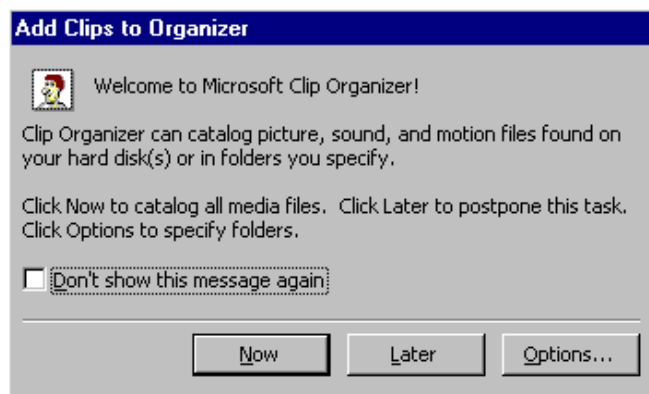 Add Clips to Organizer
Welcome to Microsoft Clip Organizer!
Clip Organizer can catalog picture, sound, and motion files found on
your hard disk(s) or in folders you specify.
Click Now to catalog all media files.  Click Later to postpone this task.
Click Options to specify folders.
Don't show this message again
Now
Later
Options...